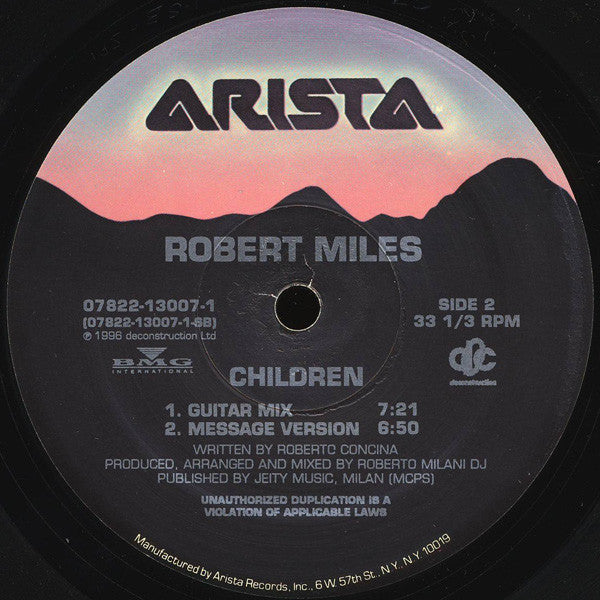 ARISTA
ROBERT MILES
07822-13007-1
(07822-13007-1-SB)
℗ 1996 deconstruction Ltd
BMG
INTERNATIONAL
SIDE 2
33 1/3 RPM
deconstruction
CHILDREN
1. GUITAR MIX 7:21
2. MESSAGE VERSION 6:50
WRITTEN BY ROBERTO CONCINA
PRODUCED, ARRANGED AND MIXED BY ROBERTO MILANI DJ
PUBLISHED BY JEITY MUSIC, MILAN (MCPS)
UNAUTHORIZED DUPLICATION IS A
VIOLATION OF APPLICABLE LAWS
Manufactured by Arista Records, Inc., 6 W. 57th St., N.Y., N.Y. 10019